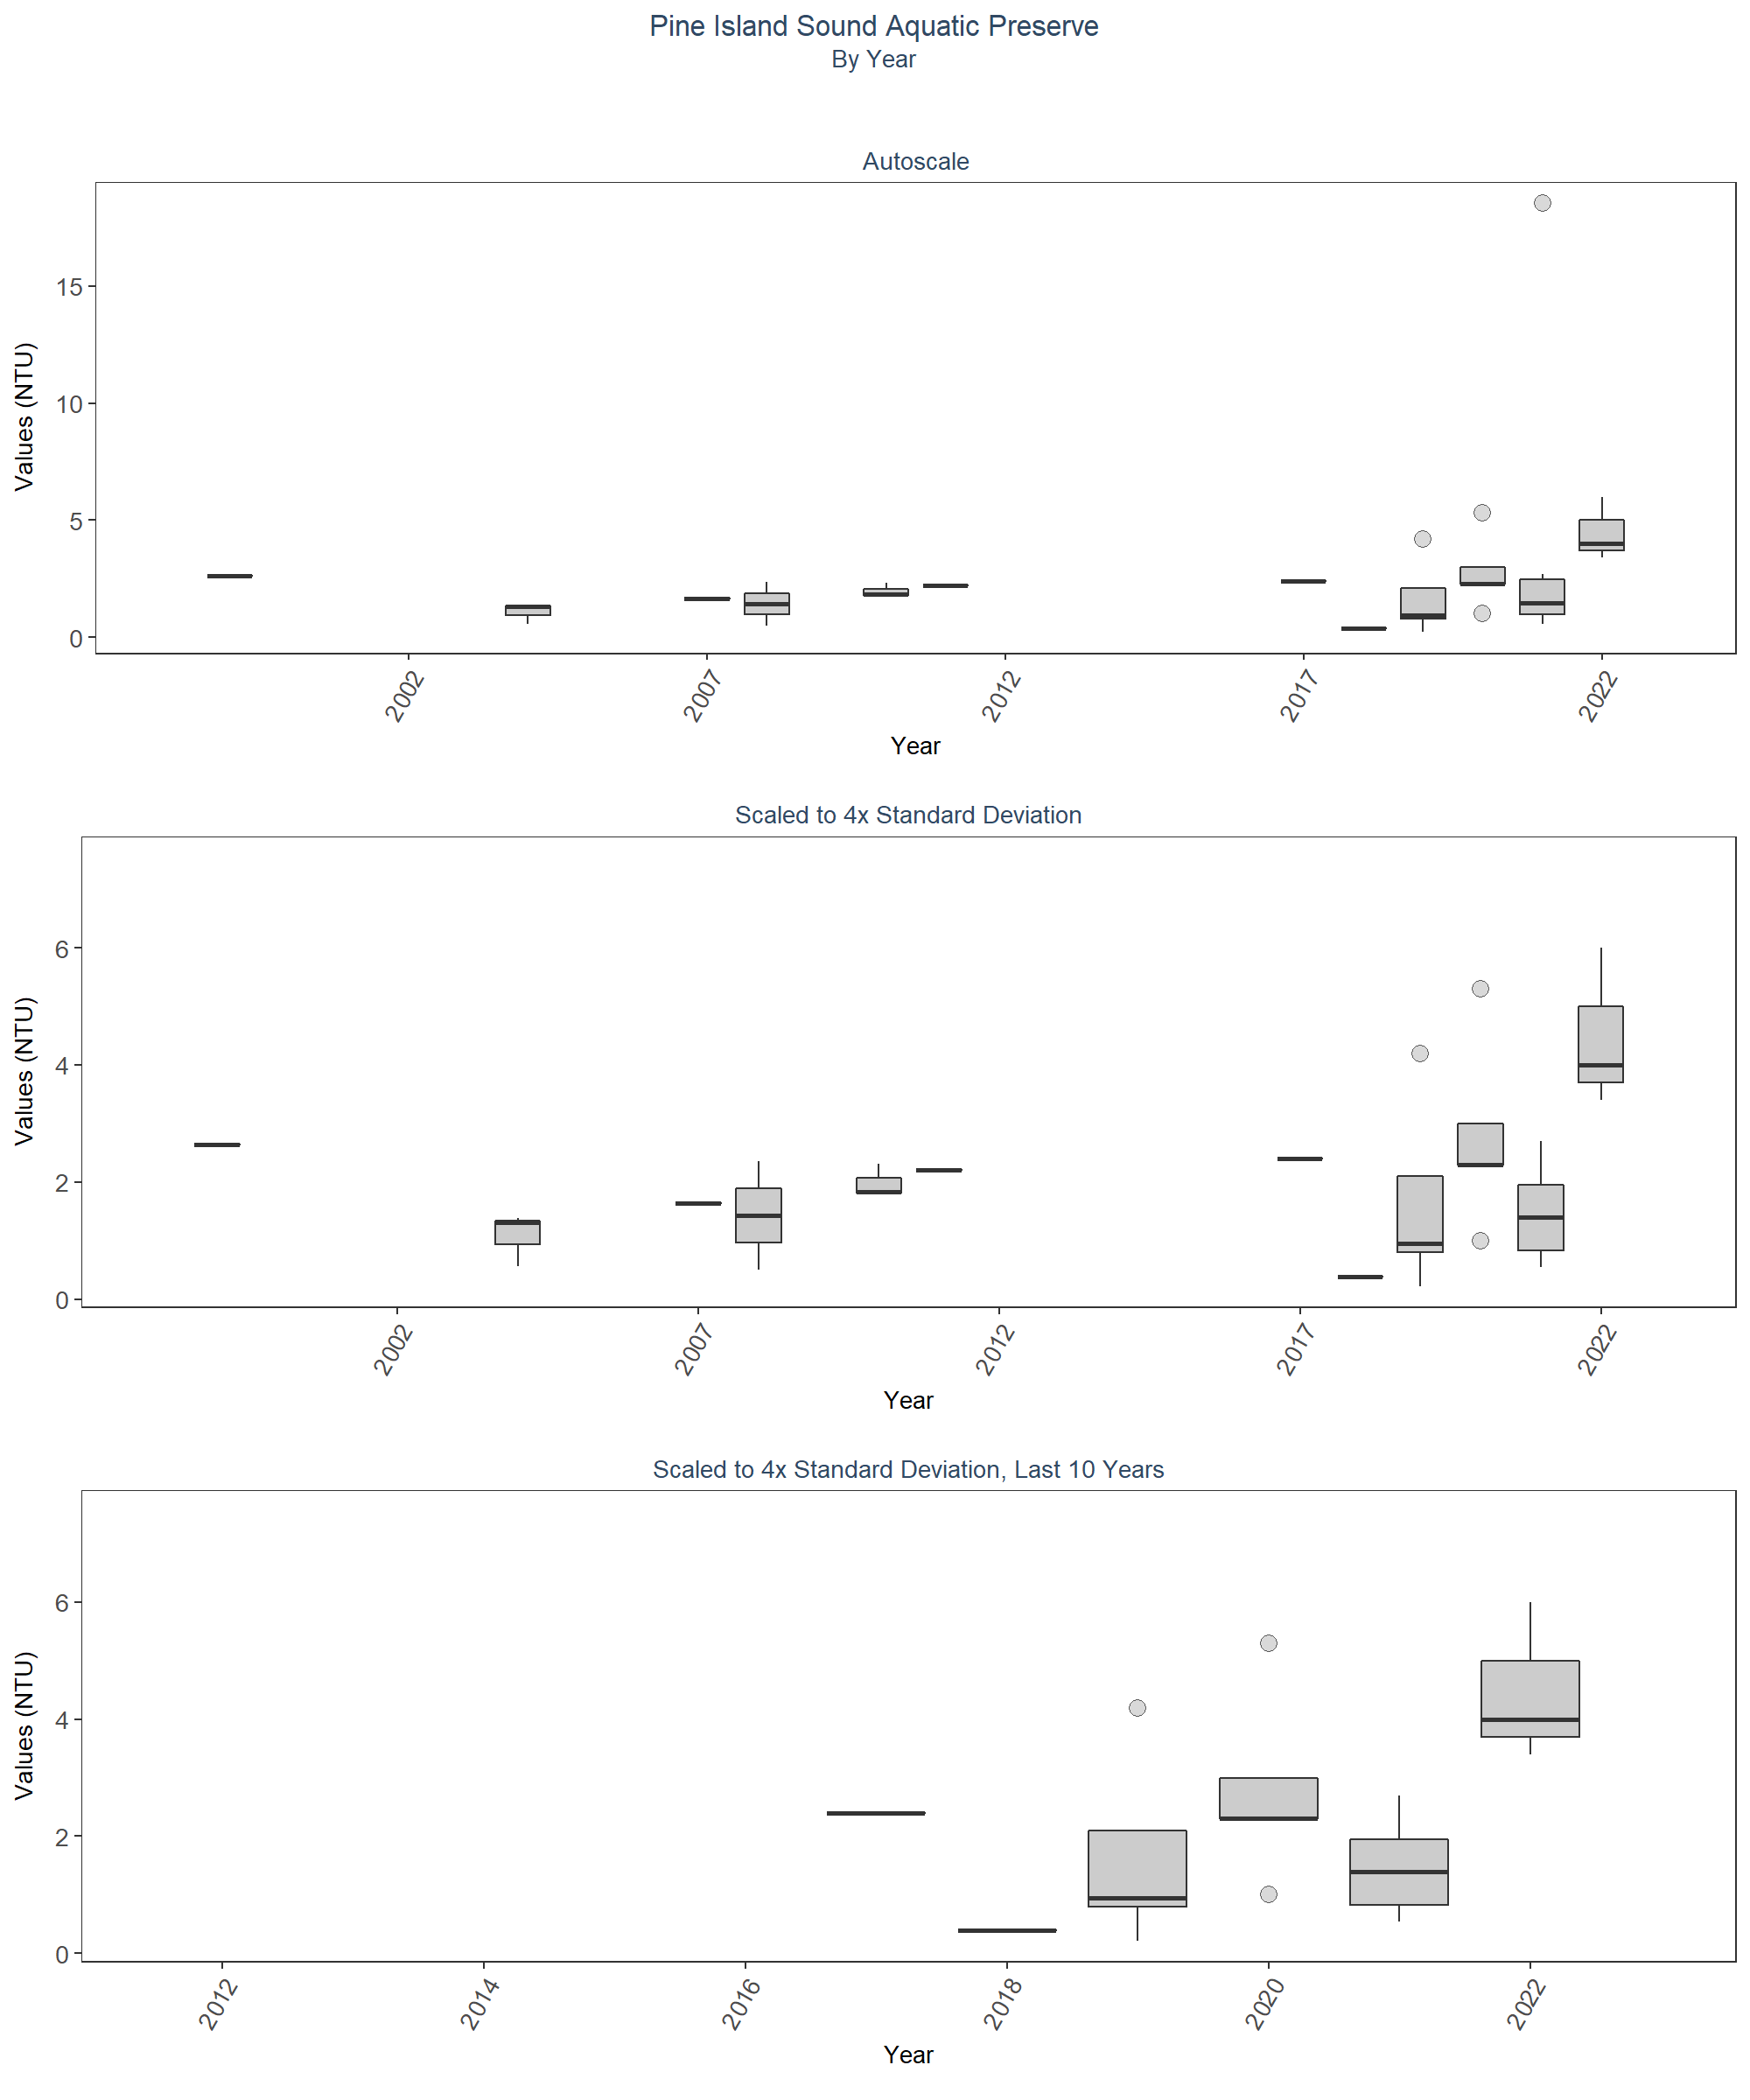 Pine Island Sound Aquatic Preserve
By Year
Autoscale
Values (NTU)
15
10
5
0
2002 2007 2012 2017 2022
Year
Scaled to 4x Standard Deviation
Values (NTU)
6
4
2
0
2002 2007 2012 2017 2022
Year
Scaled to 4x Standard Deviation, Last 10 Years
Values (NTU)
6
4
2
0
2012 2014 2016 2018 2020 2022
Year